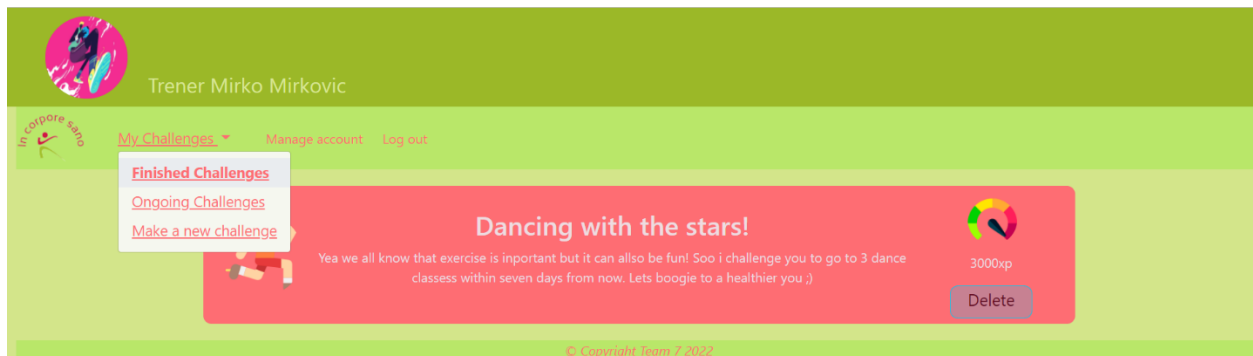 Trener Mirko Mirkovic
In corpore sano
My Challenges
Manage account
Log out
Finished Challenges
Ongoing Challenges
Make a new challenge
Dancing with the stars!
Yea we all know that exercise is inportant but it can allso be fun! Soo i challenge you to go to 3 dance
classess within seven days from now. Lets boogie to a healthier you ;)
3000xp
Delete
© Copyright Team 7 2022